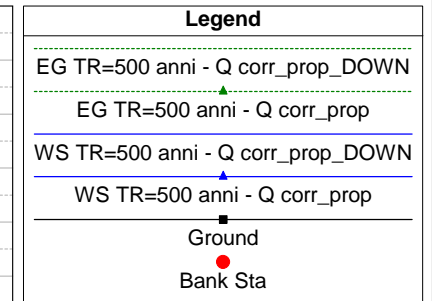 Legend
EG TR=500 anni - Q corr_prop_DOWN
EG TR=500 anni - Q corr_prop
WS TR=500 anni - Q corr_prop_DOWN
WS TR=500 anni - Q corr_prop
Ground
Bank Sta